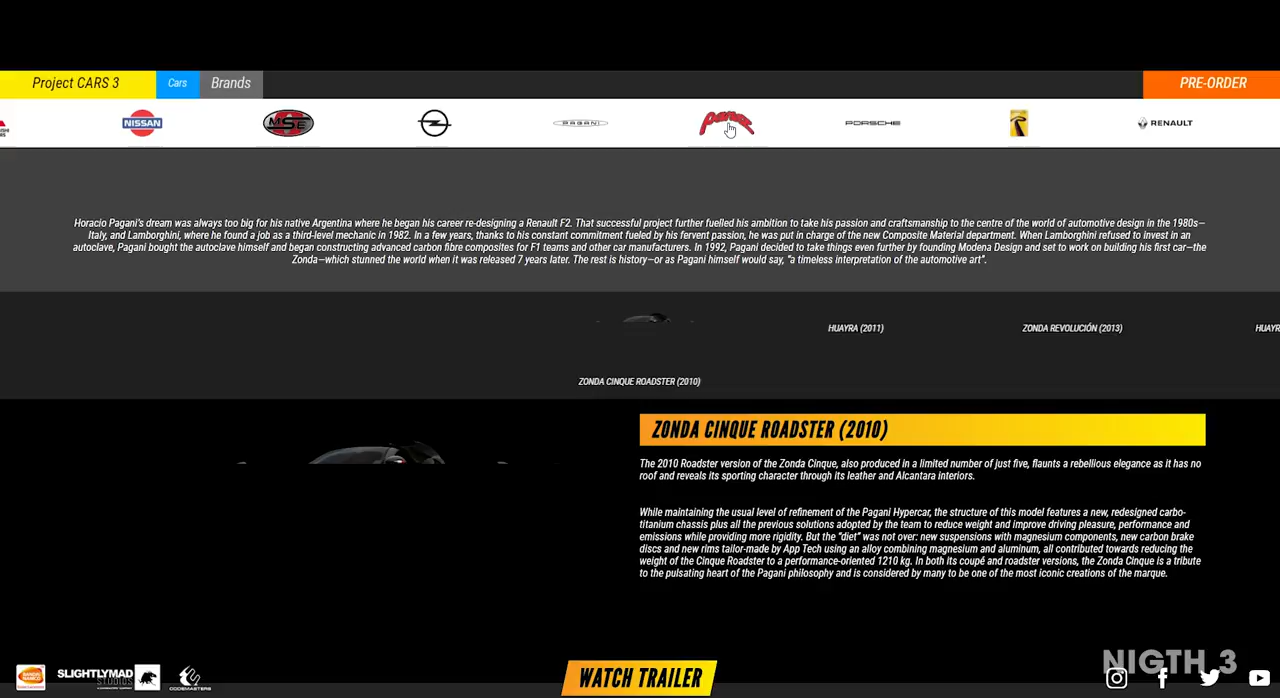 Project CARS 3
Cars
Brands
PRE-ORDER
NISSAN
MSE
PAGANI
Panoz
PORSCHE
RENAULT
Horacio Pagani's dream was always too big for his native Argentina where he began his career re-designing a Renault F2. That successful project further fuelled his ambition to take his passion and craftsmanship to the centre of the world of automotive design in the 1980s—
Italy, and Lamborghini, where he found a job as a third-level mechanic in 1982. In a few years, thanks to his constant commitment fueled by his fervent passion, he was put in charge of the new Composite Material department. When Lamborghini refused to invest in an
autoclave, Pagani bought the autoclave himself and began constructing advanced carbon fibre composites for F1 teams and other car manufacturers. In 1992, Pagani decided to take things even further by founding Modena Design and set to work on building his first car—the
Zonda—which stunned the world when it was released 7 years later. The rest is history—or as Pagani himself would say, "a timeless interpretation of the automotive art".
HUAYRA (2011)
ZONDA REVOLUCIÓN (2013)
HUAYR
ZONDA CINQUE ROADSTER (2010)
ZONDA CINQUE ROADSTER (2010)
The 2010 Roadster version of the Zonda Cinque, also produced in a limited number of just five, flaunts a rebellious elegance as it has no
roof and reveals its sporting character through its leather and Alcantara interiors.
While maintaining the usual level of refinement of the Pagani Hypercar, the structure of this model features a new, redesigned carbo-
titanium chassis plus all the previous solutions adopted by the team to reduce weight and improve driving pleasure, performance and
emissions while providing more rigidity. But the "diet" was not over: new suspensions with magnesium components, new carbon brake
discs and new rims tailor-made by App Tech using an alloy combining magnesium and aluminum, all contributed towards reducing the
weight of the Cinque Roadster to a performance-oriented 1210 kg. In both its coupé and roadster versions, the Zonda Cinque is a tribute
to the pulsating heart of the Pagani philosophy and is considered by many to be one of the most iconic creations of the marque.
NIGTH 3
SLIGHTLYMAD
STUDIOS
CODEMASTERS
WATCH TRAILER